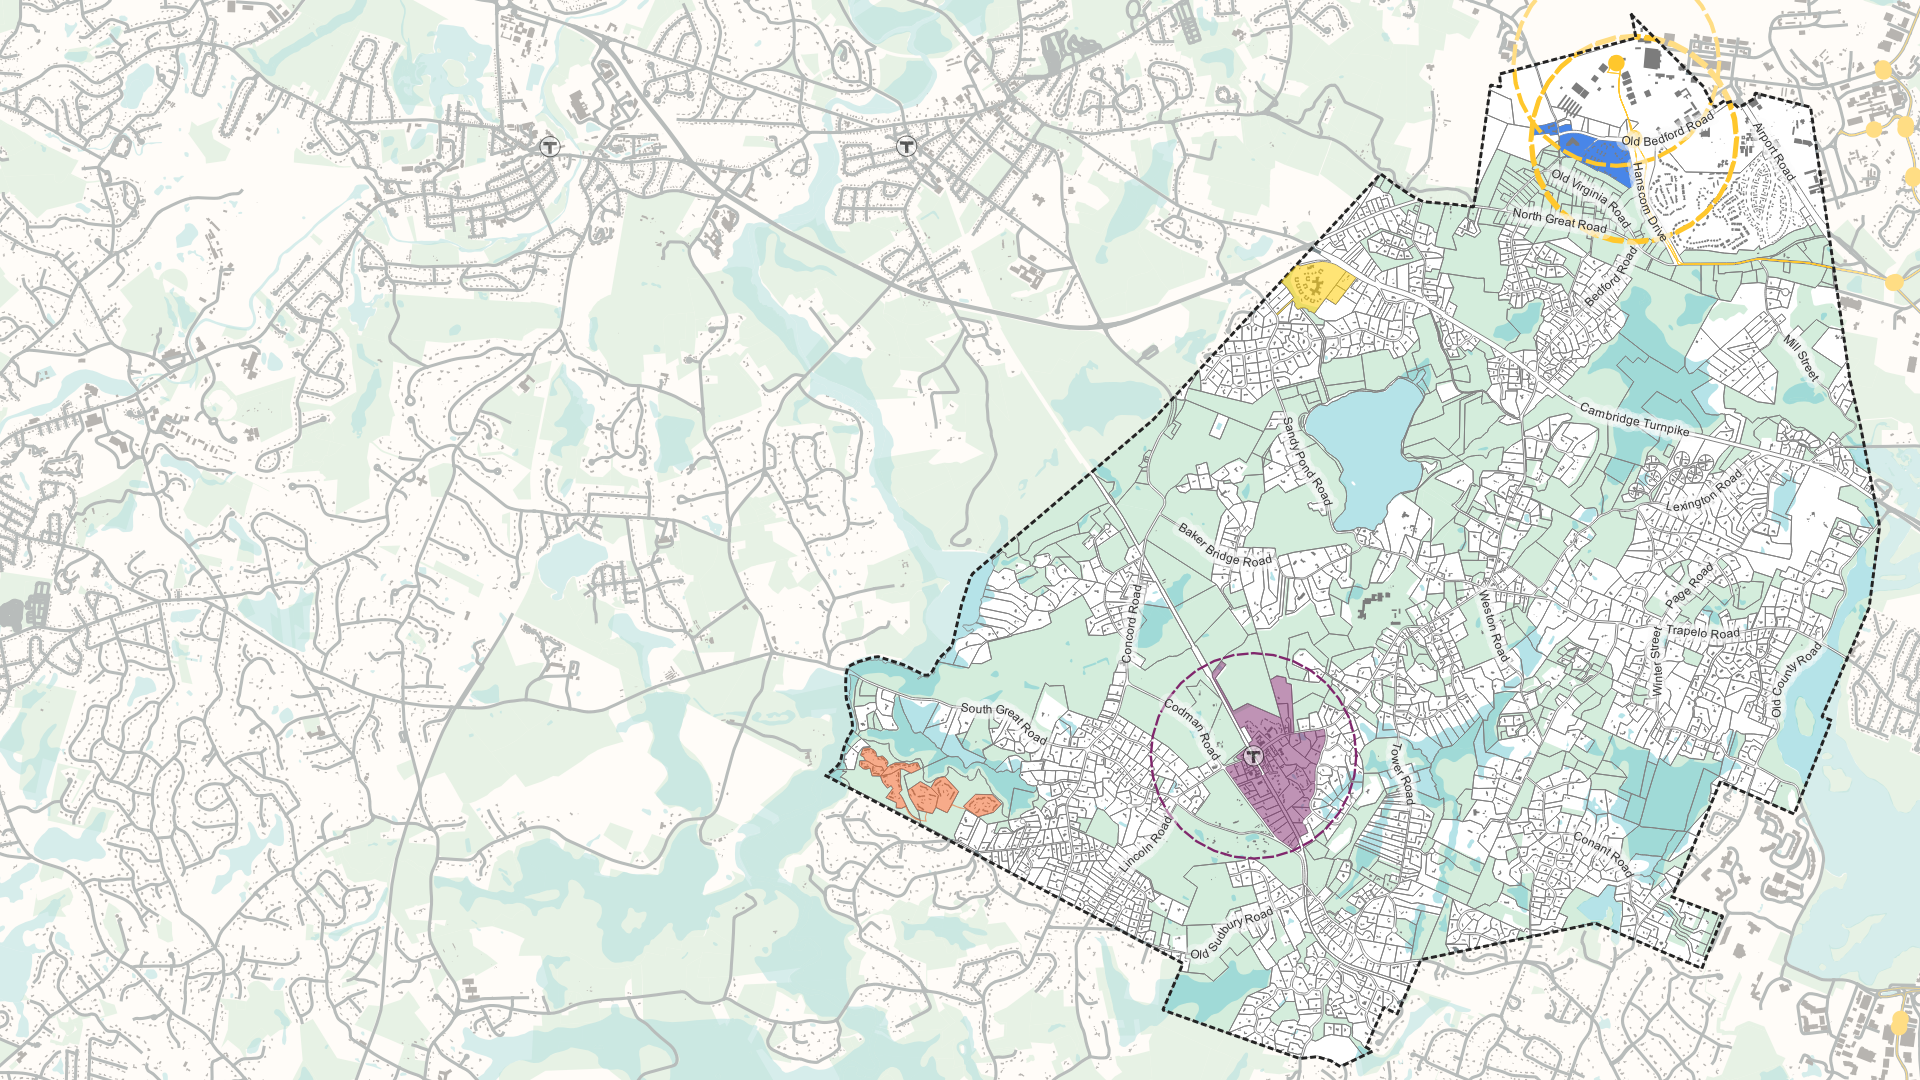 Old Bedford Road
Airport Road
T
T
Old Virginia Road
Hanscom Drive
North Great Road
Bedford Road
Mill Street
Cambridge Turnpike
Sandy Pond Road
Lexington Road
Baker Bridge Road
Page Road
Concord Road
Weston Road
Trapelo Road
Winter Street
Old County Road
South Great Road
Codman Road
T
Tower Road
Lincoln Road
Conant Road
Old Sudbury Road